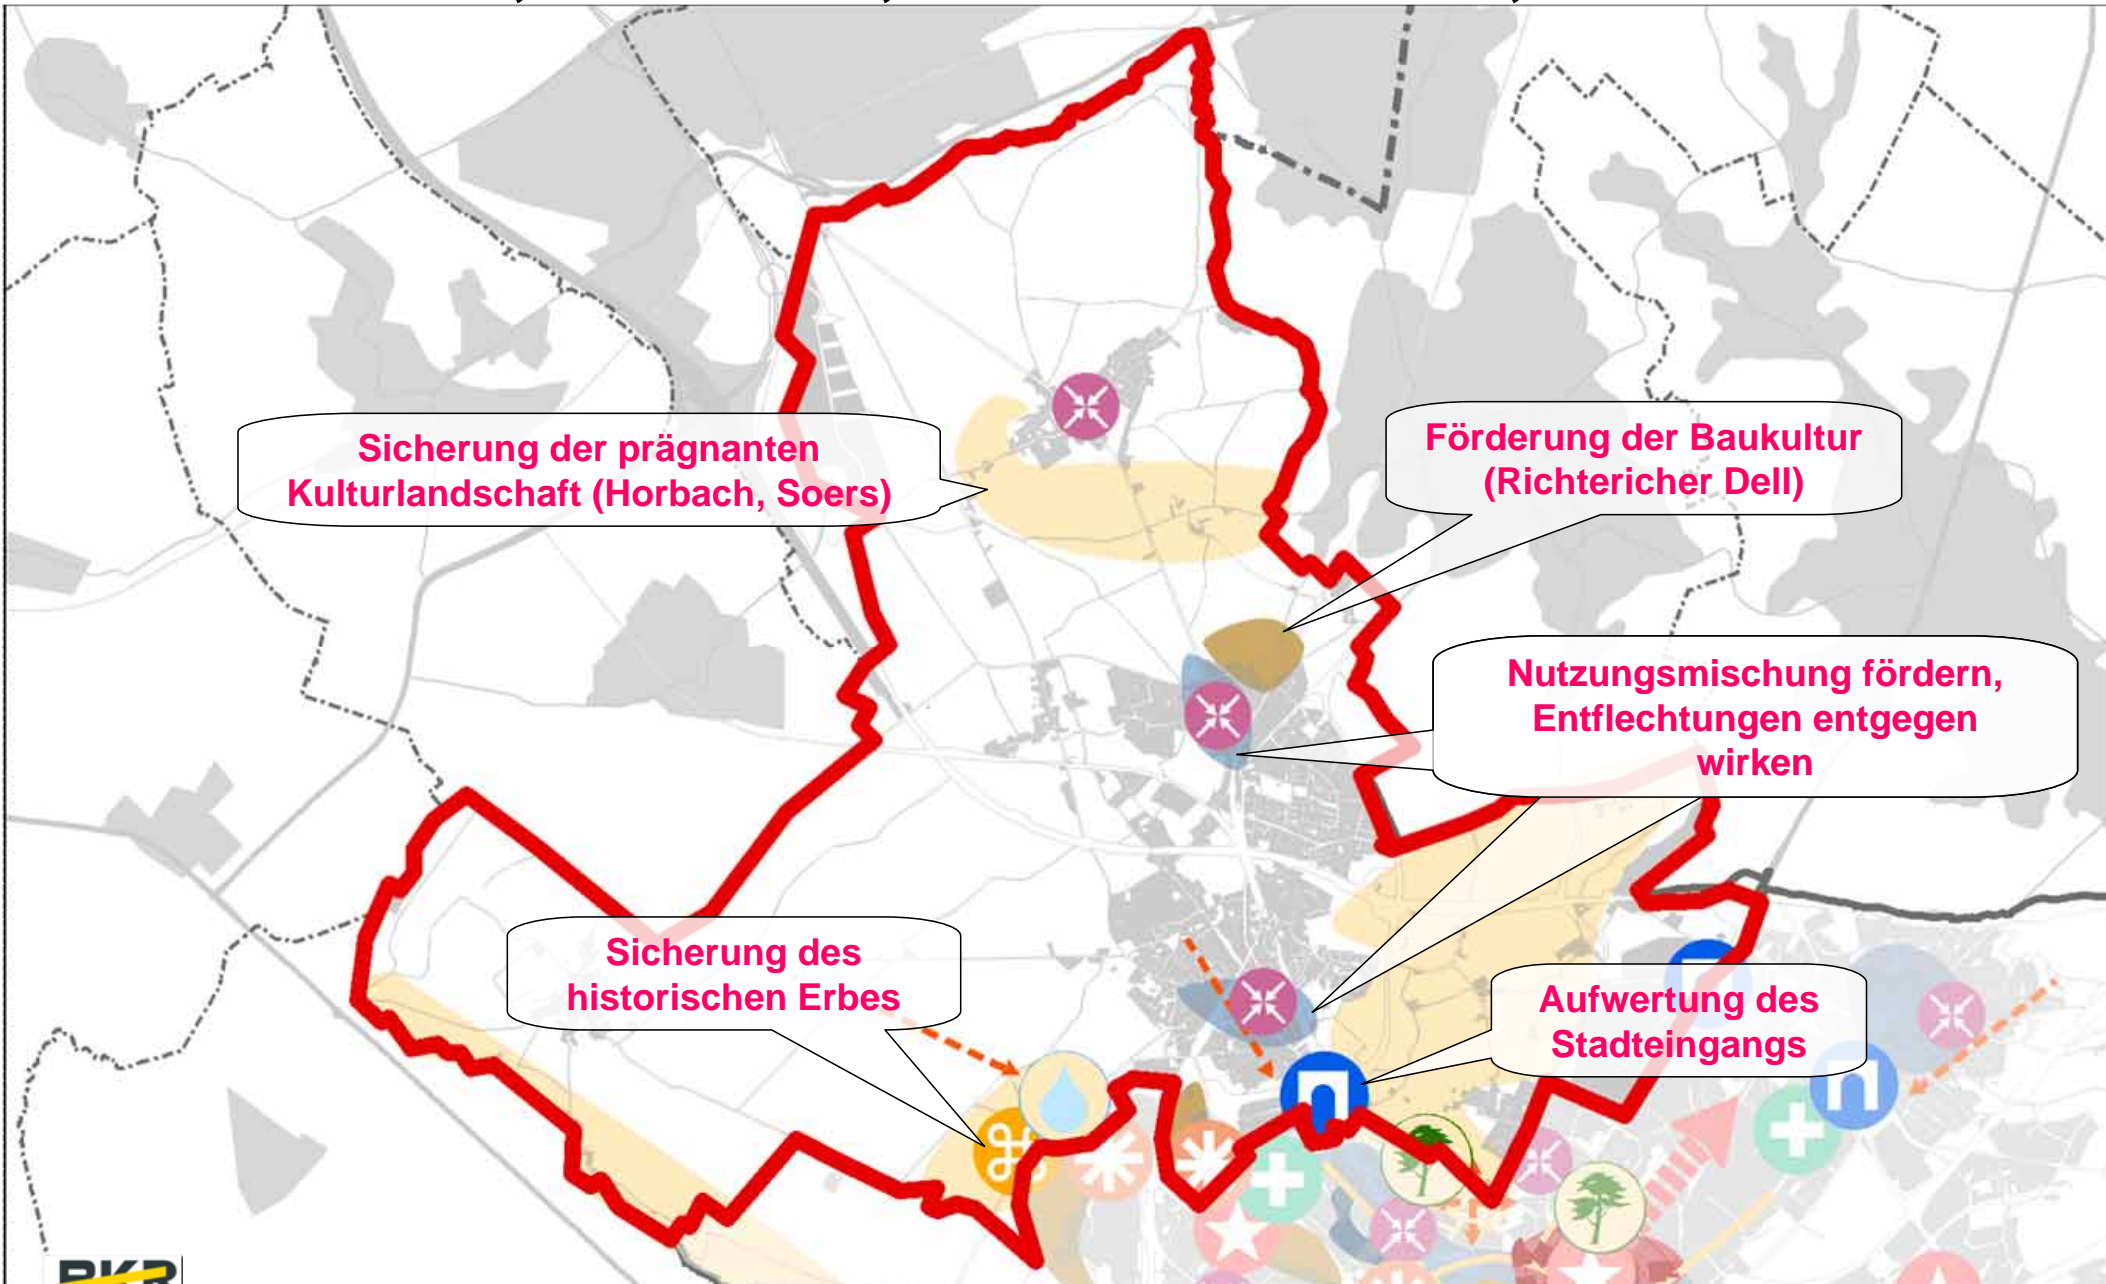 Sicherung der prägnanten
Kulturlandschaft (Horbach, Soers)
Förderung der Baukultur
(Richtericher Dell)
Nutzungsmischung fördern,
Entflechtungen entgegen
wirken
Sicherung des
historischen Erbes
Aufwertung des
Stadteingangs
BKR